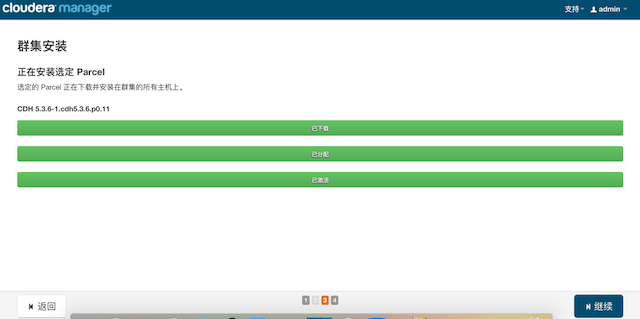 cloudera manager
支持 admin
群集安装
正在安装选定 Parcel
选定的 Parcel 正在下载并安装在群集的所有主机上。
CDH 5.3.6-1.cdh5.3.6.p0.11
已下载
已分配
已激活
返回 1 2 3 4 继续